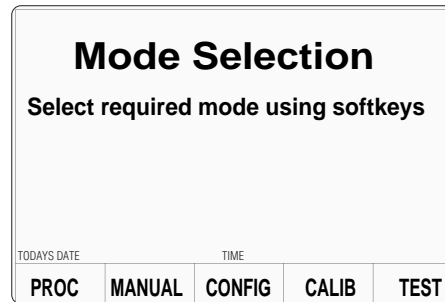 Mode Selection
Select required mode using softkeys
TODAYS DATE TIME
PROC MANUAL CONFIG CALIB TEST